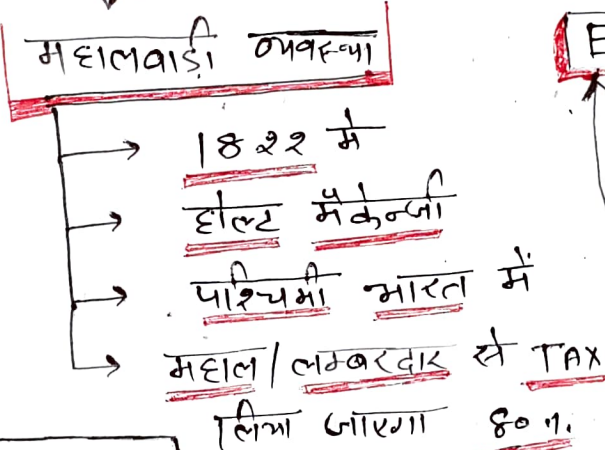 महालवाड़ी व्यवस्था
E
1822 में
होल्ट मैकेन्जी
पश्चिमी भारत में
महाल/लम्बरदार से TAX
लिया जाएगा 80%.